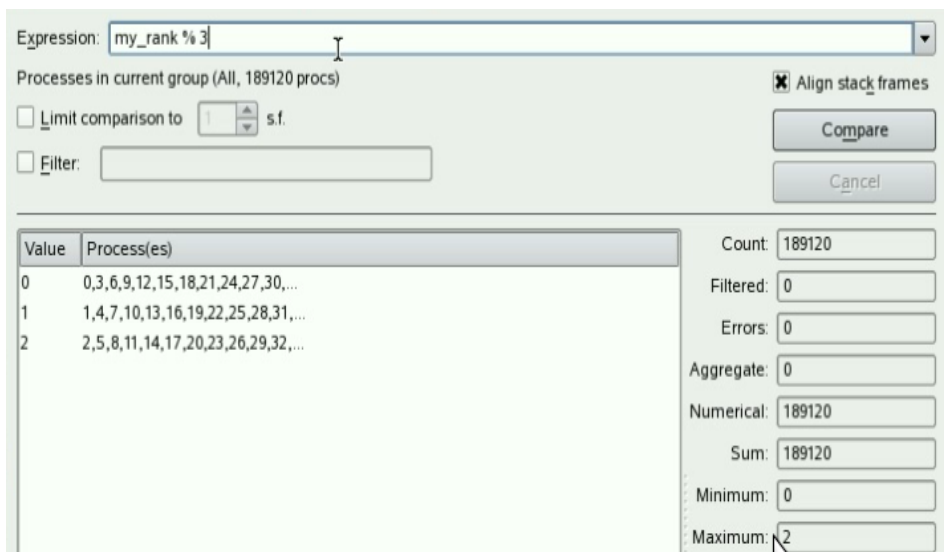 Expression: my_rank % 3
Processes in current group (All, 189120 procs)
Align stack frames
Limit comparison to 1 s.f.
Compare
Filter:
Cancel
Value Process(es)
0 0,3,6,9,12,15,18,21,24,27,30,...
1 1,4,7,10,13,16,19,22,25,28,31,...
2 2,5,8,11,14,17,20,23,26,29,32,...
Count: 189120
Filtered: 0
Errors: 0
Aggregate: 0
Numerical: 189120
Sum: 189120
Minimum: 0
Maximum: 2